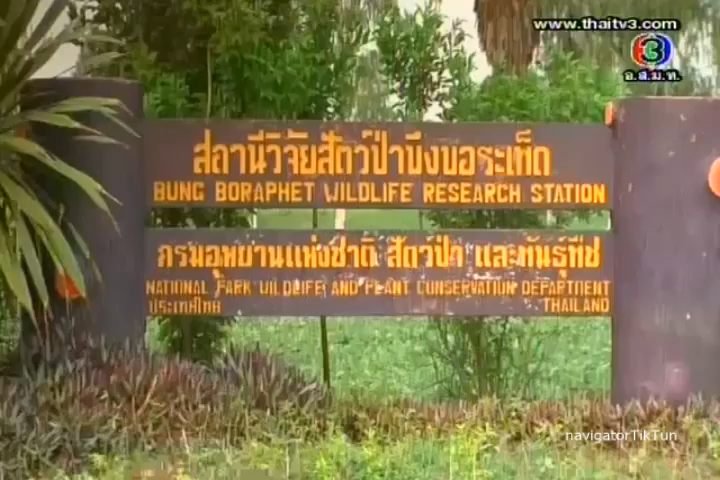 www.thaitv3.com
3
อ.ส.ม.ท.
สถานีวิจัยสัตว์ป่าบึงบอระเพ็ด
BUNG BORAPHET WILDLIFE RESEARCH STATION
กรมอุทยานแห่งชาติ สัตว์ป่า และพันธุ์พืช
NATIONAL PARK WILDLIFE AND PLANT CONSERVATION DEPARTMENT
ประเทศไทย THAILAND
navigatorTikTun